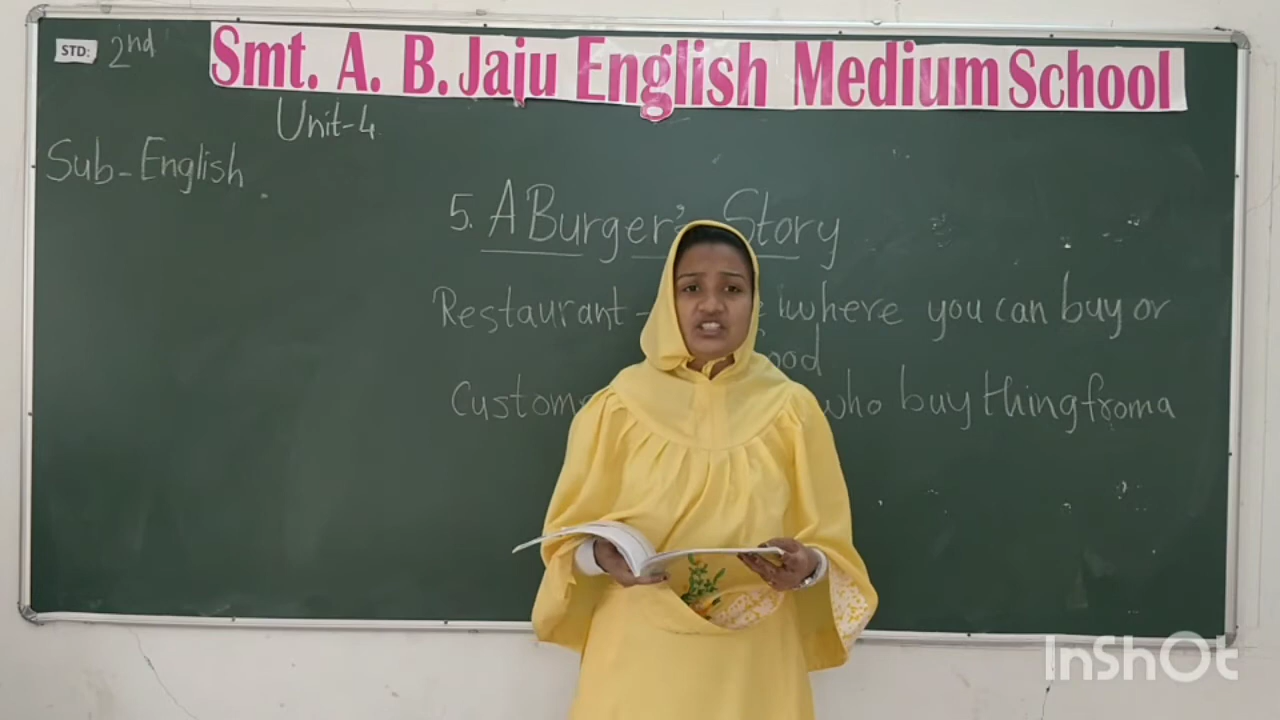 STD: 2nd
Smt. A. B. Jaju English Medium School
Unit-4
Sub-English.
5. A Burger's Story
Restaurant - where you can buy or
ood
Custom who buy thing from a
InShOt